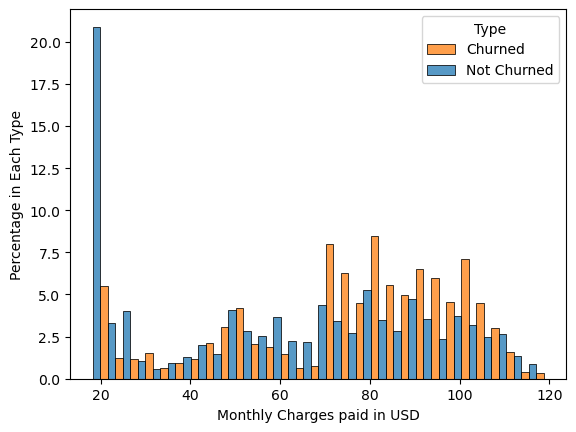 Type
Churned
Not Churned
20.0
17.5
15.0
12.5
10.0
7.5
5.0
2.5
0.0
Percentage in Each Type
20 40 60 80 100 120
Monthly Charges paid in USD